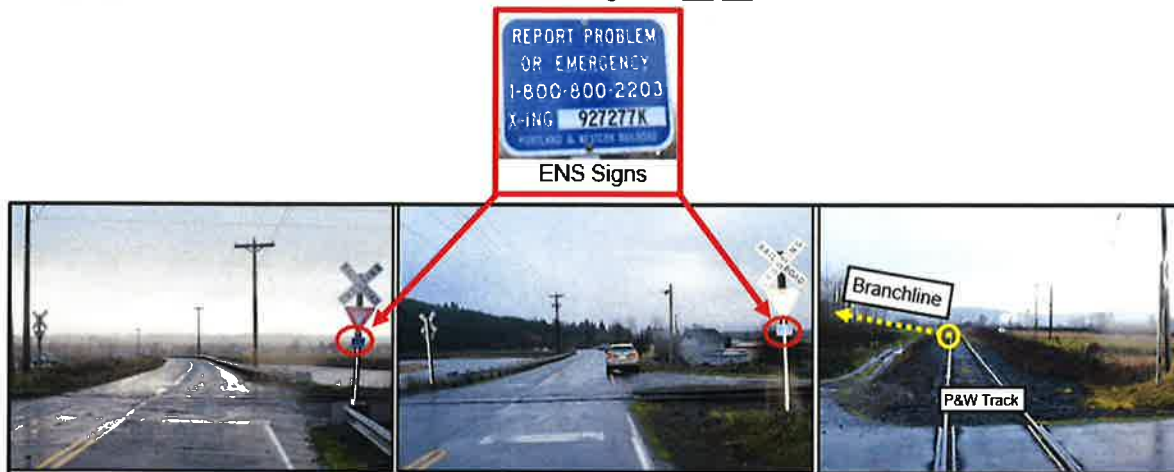 REPORT PROBLEM
OR EMERGENCY
1-800-800-2203
X-ING 927277K
PORTLAND & WESTERN RAILROAD
ENS Signs
Branchline
P&W Track